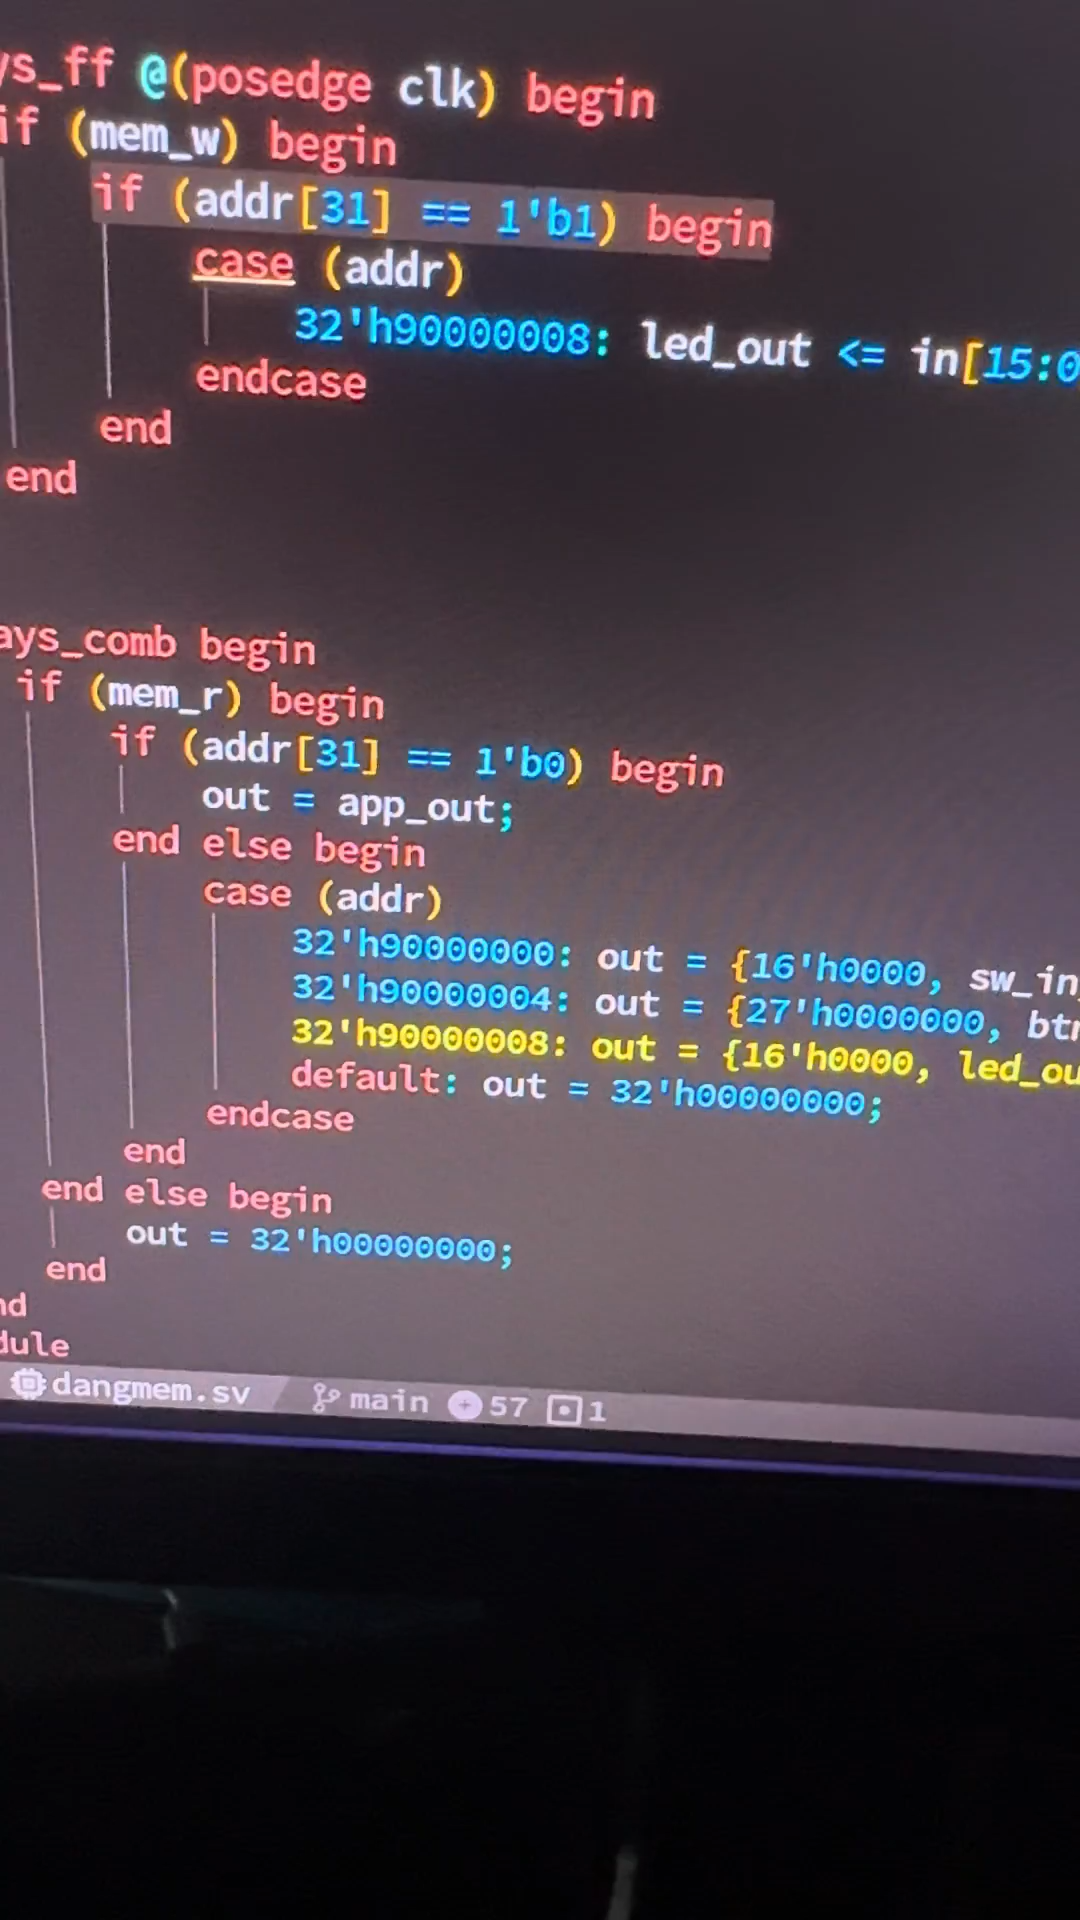 ys_ff @(posedge clk) begin
if (mem_w) begin
if (addr[31] == 1'b1) begin
case (addr)
32'h90000008: led_out <= in[15:0
endcase
end
end
ays_comb begin
if (mem_r) begin
if (addr[31] == 1'b0) begin
out = app_out;
end else begin
case (addr)
32'h90000000: out = {16'h0000, sw_in
32'h90000004: out = {27'h0000000, btn
32'h90000008: out = {16'h0000, led_ou
default: out = 32'h00000000;
endcase
end
end else begin
out = 32'h00000000;
end
nd
dule
dangmem.sv main 57 1